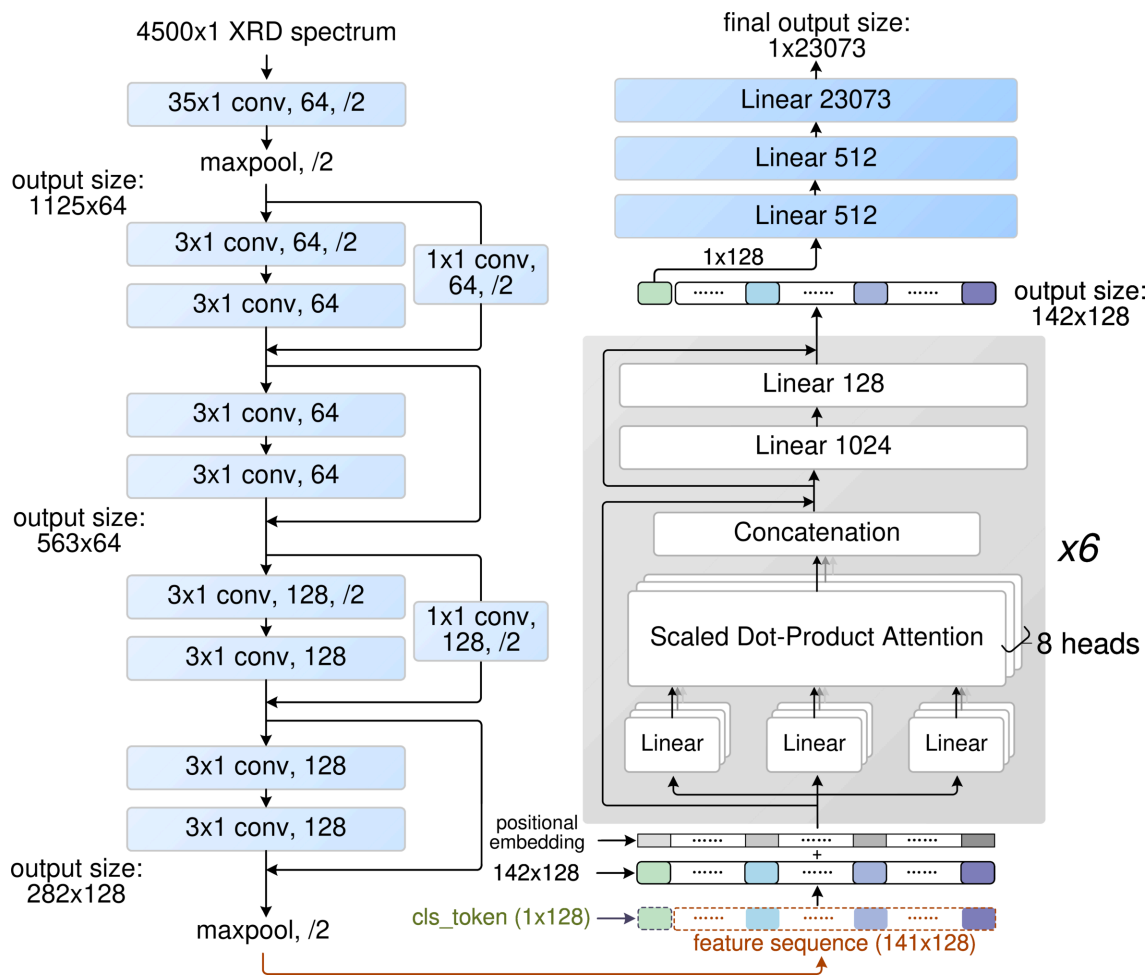 4500x1 XRD spectrum
35x1 conv, 64, /2
maxpool, /2
output size:
1125x64
3x1 conv, 64, /2
1x1 conv,
64, /2
3x1 conv, 64
3x1 conv, 64
3x1 conv, 64
output size:
563x64
3x1 conv, 128, /2
1x1 conv,
128, /2
3x1 conv, 128
3x1 conv, 128
3x1 conv, 128
output size:
282x128
maxpool, /2
final output size:
1x23073
Linear 23073
Linear 512
Linear 512
1x128
...... ...... ......
output size:
142x128
Linear 128
Linear 1024
Concatenation
x6
Scaled Dot-Product Attention
8 heads
Linear
Linear
Linear
positional
embedding
...... ...... ......
+
142x128
...... ...... ......
cls_token (1x128)
...... ...... ......
feature sequence (141x128)